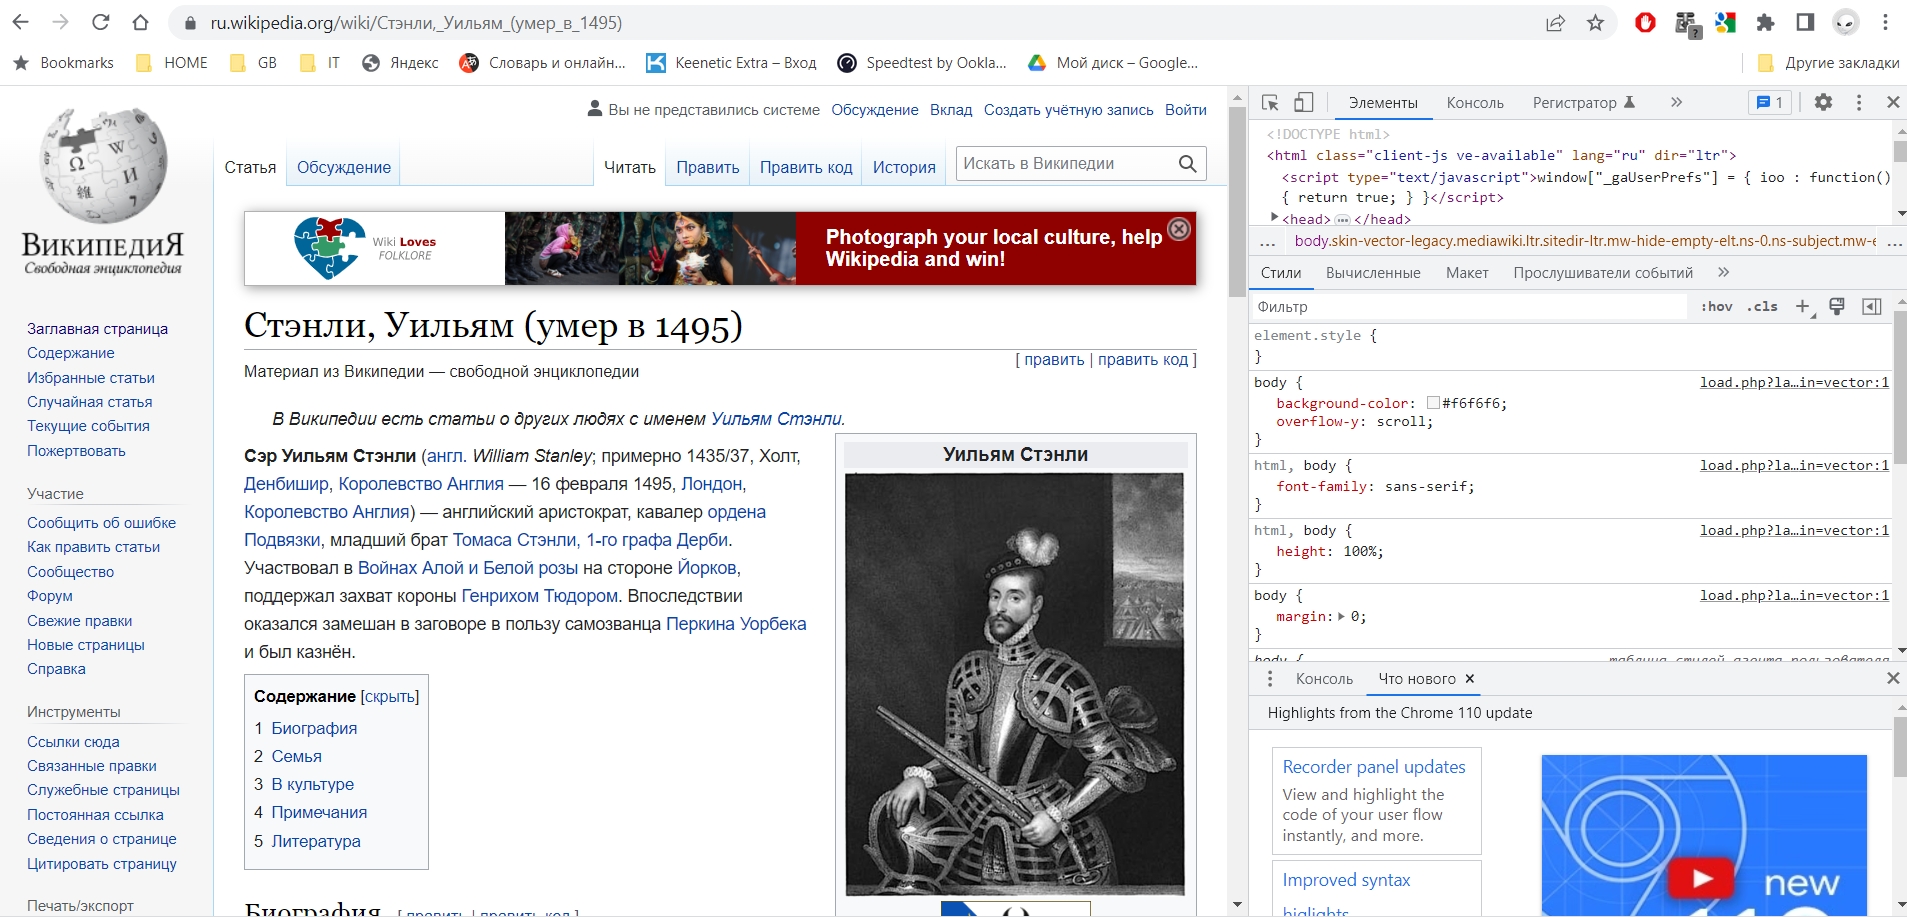 ru.wikipedia.org/wiki/Стэнли,_Уильям_(умер_в_1495)
Bookmarks HOME GB IT Яндекс Словарь и онлайн... Keenetic Extra – Вход Speedtest by Ookla... Мой диск – Google... Другие закладки
Вы не представились системе Обсуждение Вклад Создать учётную запись Войти
Статья Обсуждение Читать Править Править код История Искать в Википедии
ВикипедиЯ
Свободная энциклопедия
Заглавная страница
Содержание
Избранные статьи
Случайная статья
Текущие события
Пожертвовать
Участие
Сообщить об ошибке
Как править статьи
Сообщество
Форум
Свежие правки
Новые страницы
Справка
Инструменты
Ссылки сюда
Связанные правки
Служебные страницы
Постоянная ссылка
Сведения о странице
Цитировать страницу
Печать/экспорт
Wiki Loves
FOLKLORE
Photograph your local culture, help
Wikipedia and win!
Стэнли, Уильям (умер в 1495)
[ править | править код ]
Материал из Википедии — свободной энциклопедии
В Википедии есть статьи о других людях с именем Уильям Стэнли.
Сэр Уильям Стэнли (англ. William Stanley; примерно 1435/37, Холт,
Денбишир, Королевство Англия — 16 февраля 1495, Лондон,
Королевство Англия) — английский аристократ, кавалер ордена
Подвязки, младший брат Томаса Стэнли, 1-го графа Дерби.
Участвовал в Войнах Алой и Белой розы на стороне Йорков,
поддержал захват короны Генрихом Тюдором. Впоследствии
оказался замешан в заговоре в пользу самозванца Перкина Уорбека
и был казнён.
Уильям Стэнли
Содержание [скрыть]
1 Биография
2 Семья
3 В культуре
4 Примечания
5 Литература
Биография [ править | править код ]
Элементы Консоль Регистратор » 1
<!DOCTYPE html>
<html class="client-js ve-available" lang="ru" dir="ltr">
<script type="text/javascript">window["_gaUserPrefs"] = { ioo : function()
{ return true; } }</script>
<head> ... </head>
... body.skin-vector-legacy.mediawiki.ltr.sitedir-ltr.mw-hide-empty-elt.ns-0.ns-subject.mw-e ...
Стили Вычисленные Макет Прослушиватели событий »
Фильтр :hov .cls +
element.style {
}
body { load.php?la…in=vector:1
background-color: #f6f6f6;
overflow-y: scroll;
}
html, body { load.php?la…in=vector:1
font-family: sans-serif;
}
html, body { load.php?la…in=vector:1
height: 100%;
}
body { load.php?la…in=vector:1
margin: 0;
}
body { таблица стилей агента пользователя
Консоль Что нового
Highlights from the Chrome 110 update
Recorder panel updates
View and highlight the
code of your user flow
instantly, and more.
Improved syntax
higlights
new